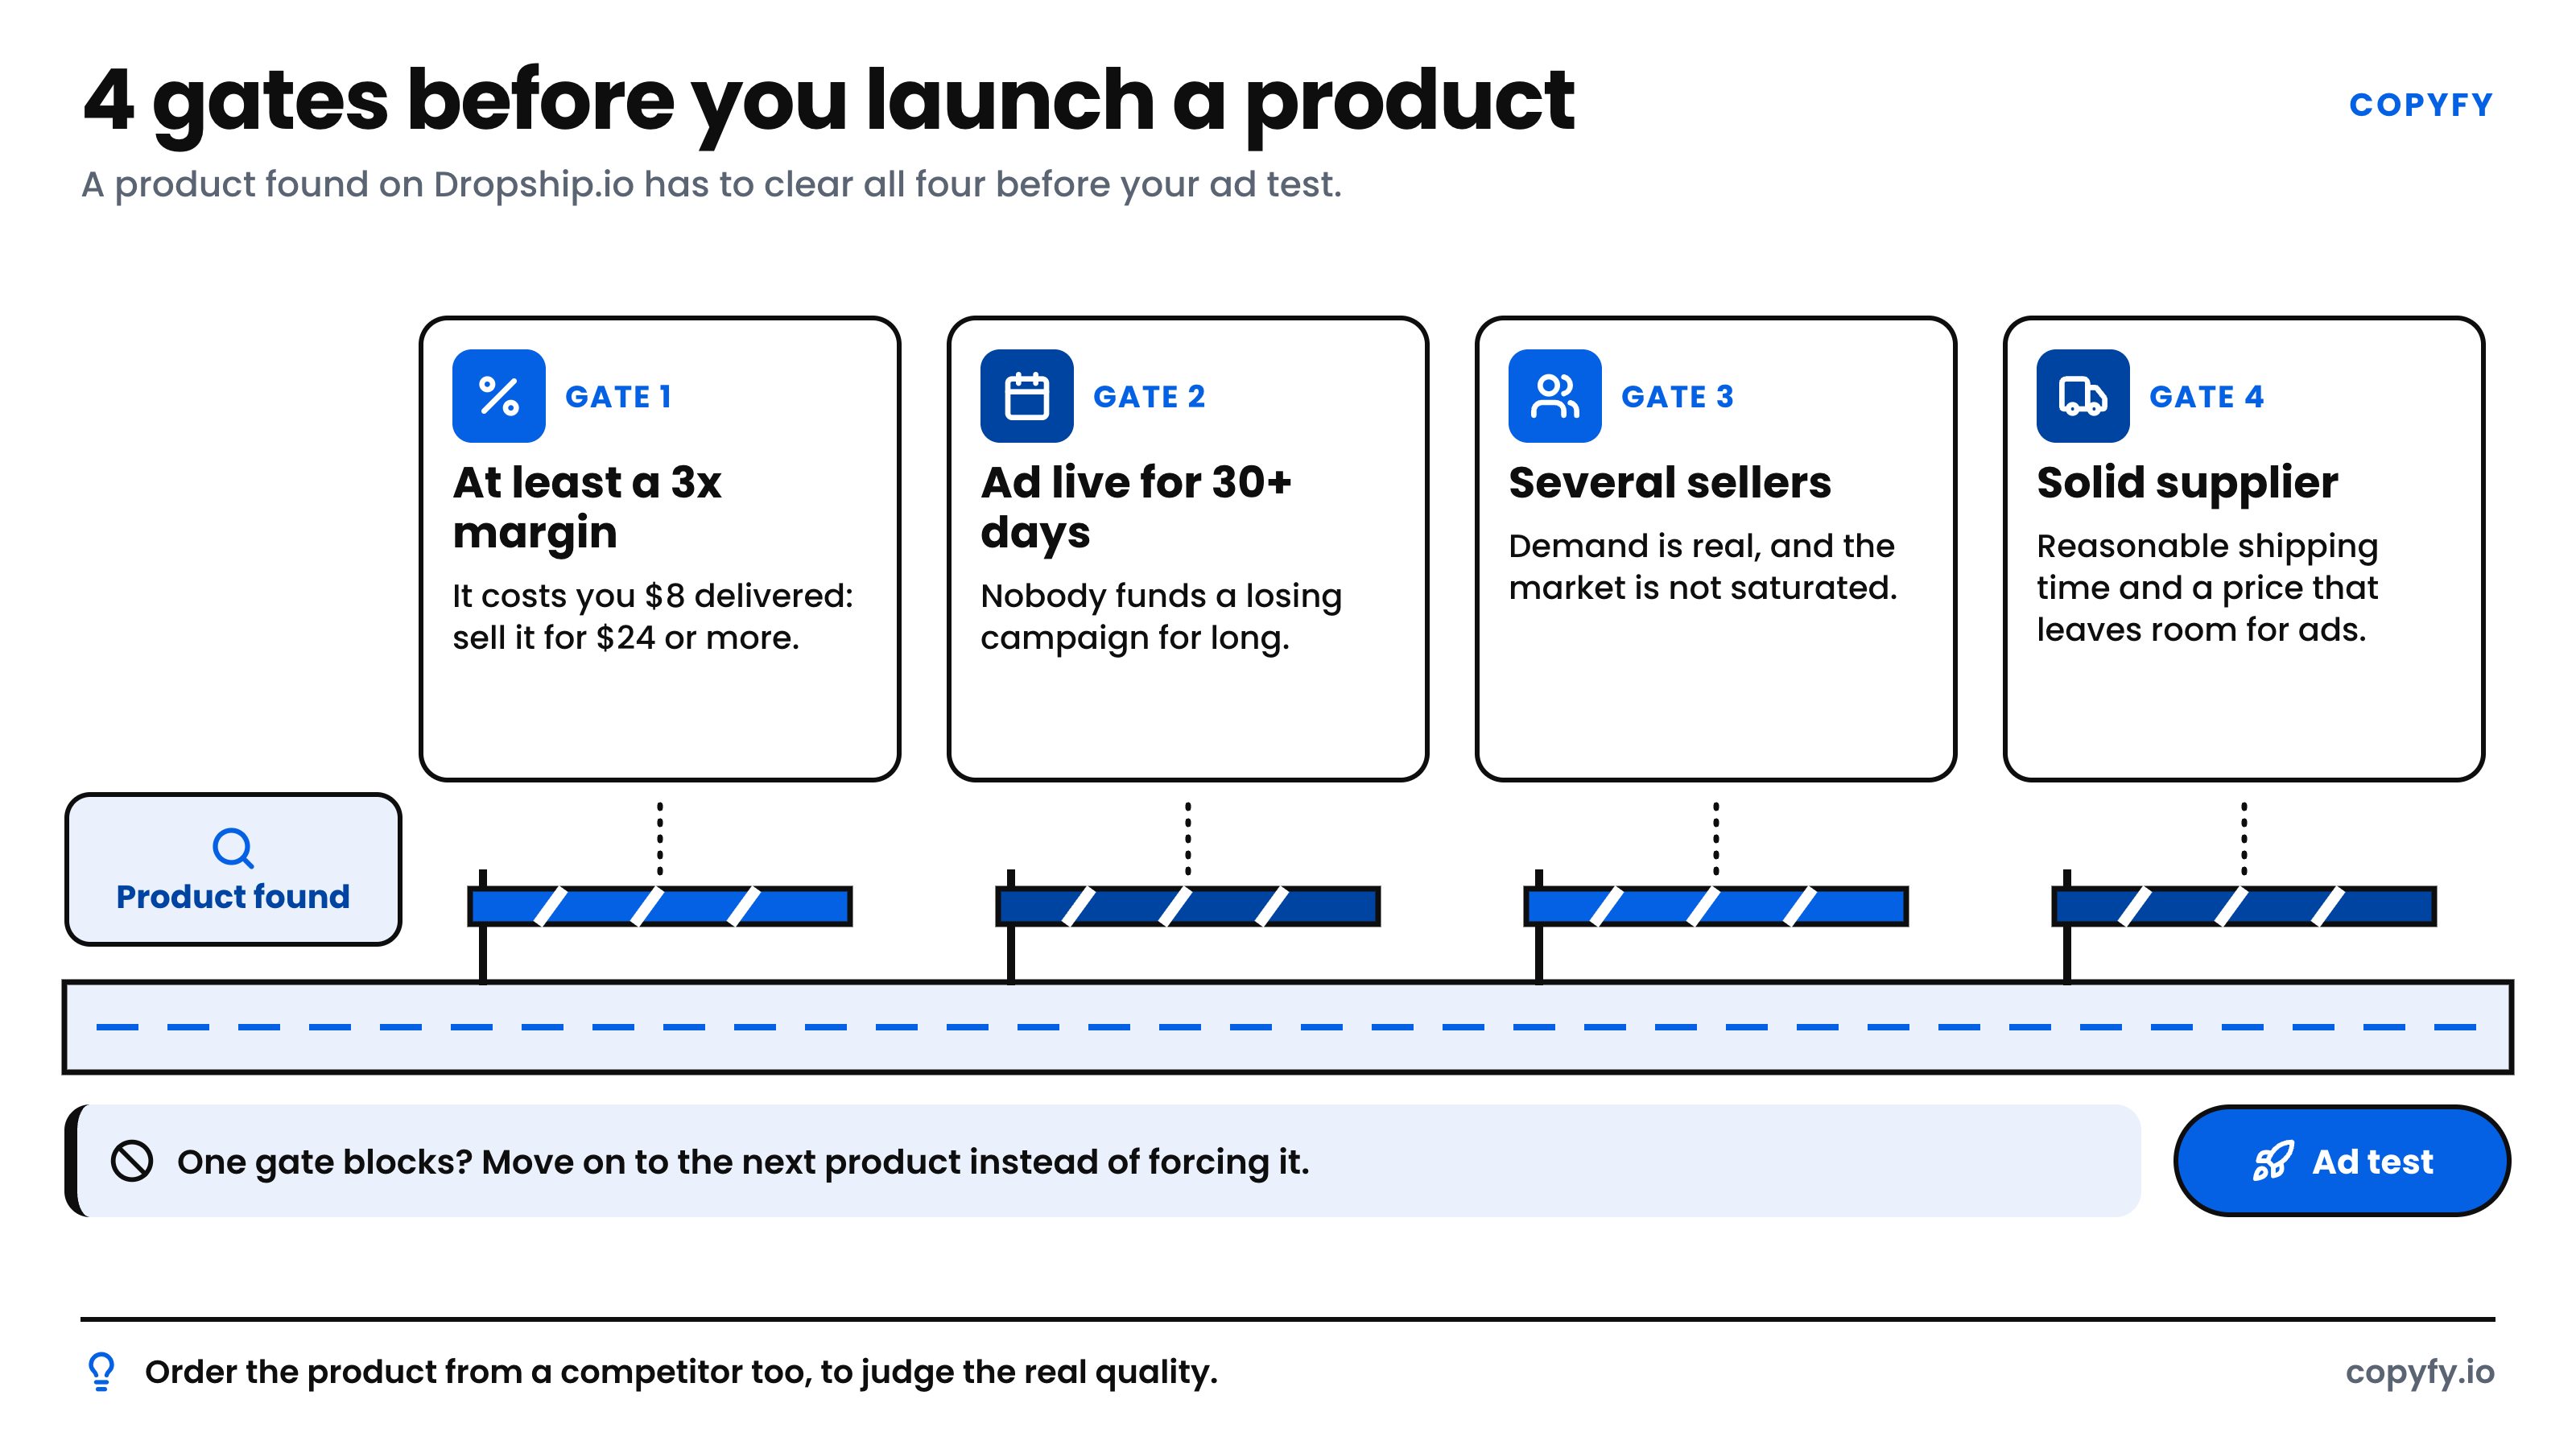 4 gates before you launch a product
COPYFY
A product found on Dropship.io has to clear all four before your ad test.
GATE 1
At least a 3x
margin
It costs you $8 delivered:
sell it for $24 or more.
GATE 2
Ad live for 30+
days
Nobody funds a losing
campaign for long.
GATE 3
Several sellers
Demand is real, and the
market is not saturated.
GATE 4
Solid supplier
Reasonable shipping
time and a price that
leaves room for ads.
Product found
One gate blocks? Move on to the next product instead of forcing it.
Ad test
Order the product from a competitor too, to judge the real quality.
copyfy.io